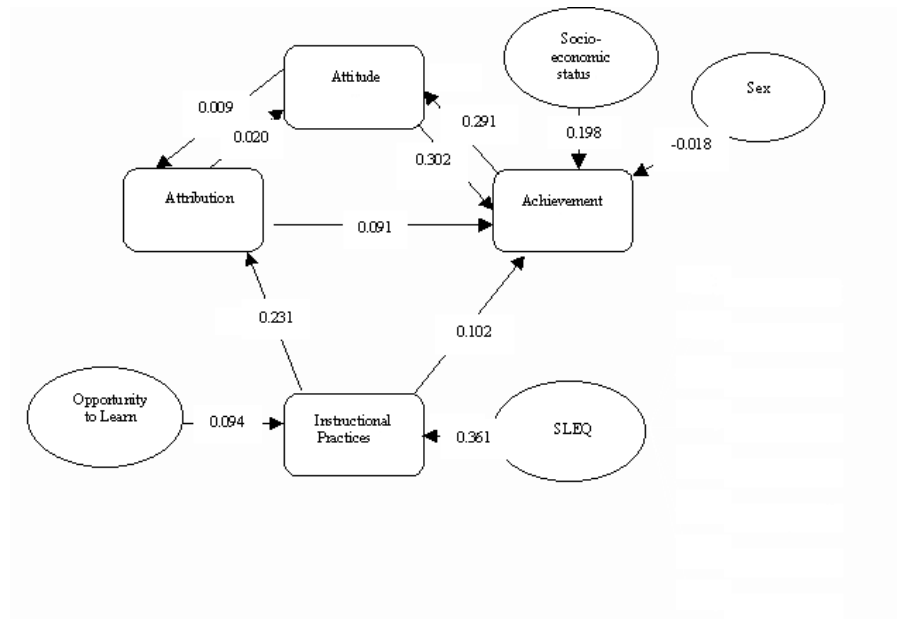 Socio-
economic
status
Attitude
Sex
0.009
0.291
0.020
0.198
-0.018
0.302
Attribution
Achievement
0.091
0.231
0.102
Opportunity
to Learn
0.094
Instructional
Practices
0.361
SLEQ